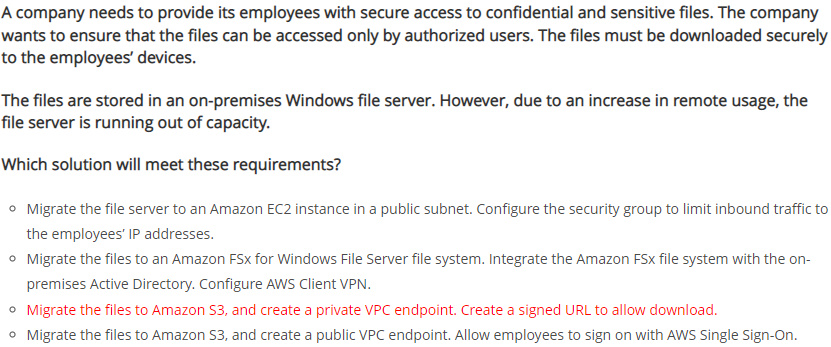 A company needs to provide its employees with secure access to confidential and sensitive files. The company
wants to ensure that the files can be accessed only by authorized users. The files must be downloaded securely
to the employees’ devices.
The files are stored in an on-premises Windows file server. However, due to an increase in remote usage, the
file server is running out of capacity.
Which solution will meet these requirements?
Migrate the file server to an Amazon EC2 instance in a public subnet. Configure the security group to limit inbound traffic to
the employees’ IP addresses.
Migrate the files to an Amazon FSx for Windows File Server file system. Integrate the Amazon FSx file system with the on-
premises Active Directory. Configure AWS Client VPN.
Migrate the files to Amazon S3, and create a private VPC endpoint. Create a signed URL to allow download.
Migrate the files to Amazon S3, and create a public VPC endpoint. Allow employees to sign on with AWS Single Sign-On.